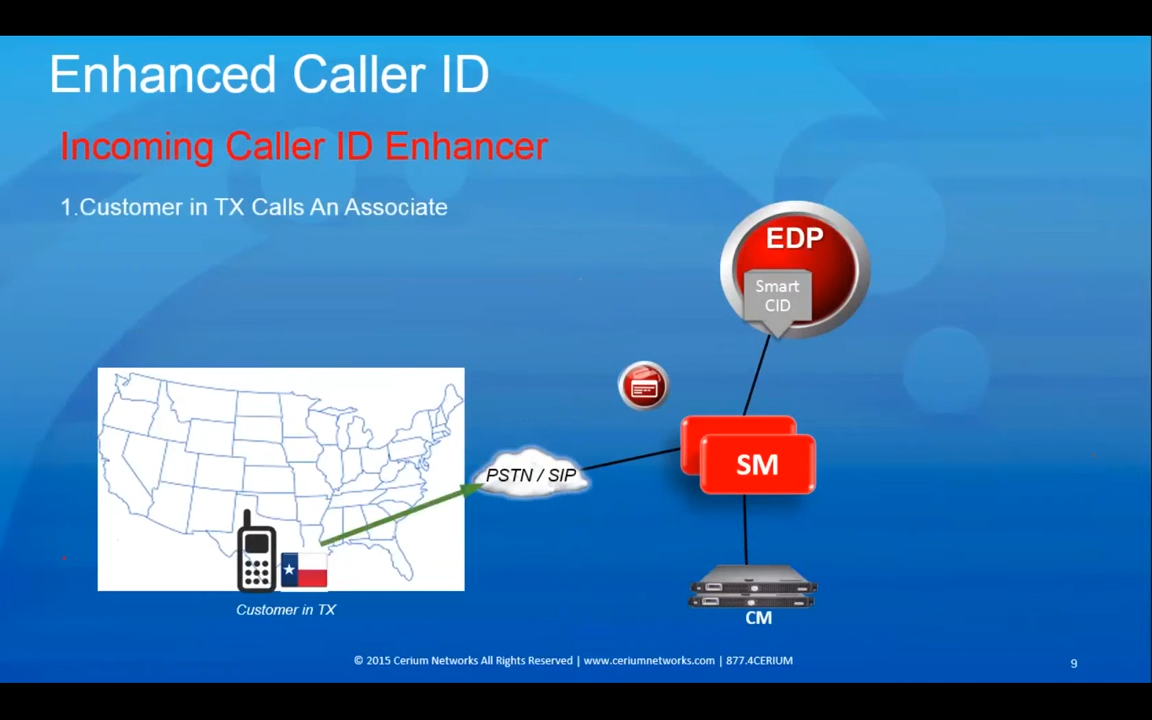 Enhanced Caller ID
Incoming Caller ID Enhancer
1.Customer in TX Calls An Associate
EDP
Smart
CID
PSTN / SIP
SM
Customer in TX
CM
© 2015 Cerium Networks All Rights Reserved | www.ceriumnetworks.com | 877.4CERIUM
9